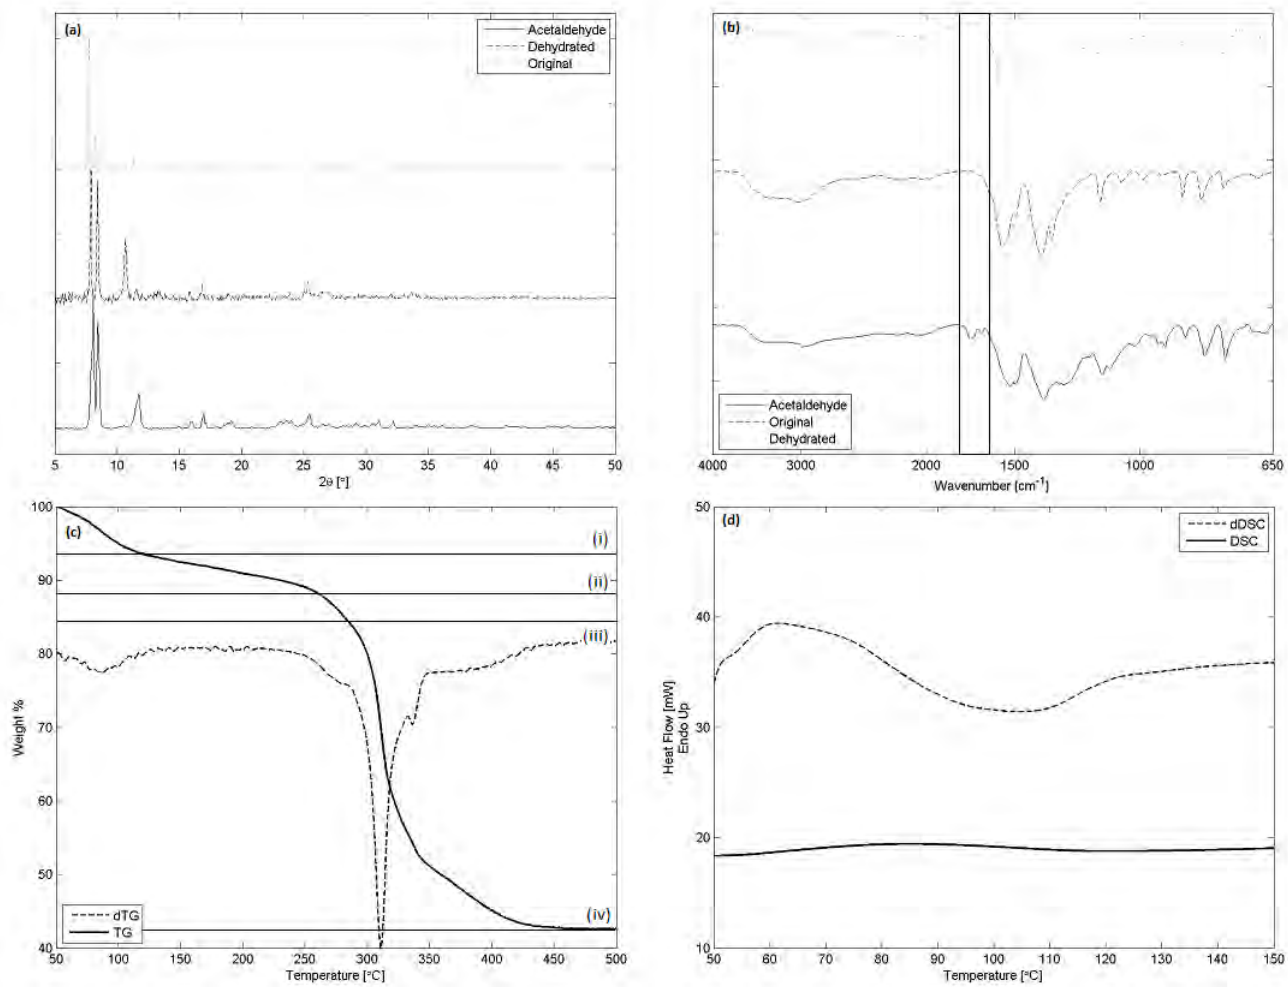 (a)
Acetaldehyde
Dehydrated
Original
5 10 15 20 25 30 35 40 45 50
2θ [°]
(b)
Acetaldehyde
Original
Dehydrated
4000 3000 2000 1500 1000 650
Wavenumber [cm-1]
(c)
(i)
(ii)
(iii)
(iv)
100
90
80
70
60
50
40
Weight %
dTG
TG
50 100 150 200 250 300 350 400 450 500
Temperature [°C]
(d)
dDSC
DSC
50
40
30
20
10
Heat Flow [mW]
Endo Up
50 60 70 80 90 100 110 120 130 140 150
Temperature [°C]